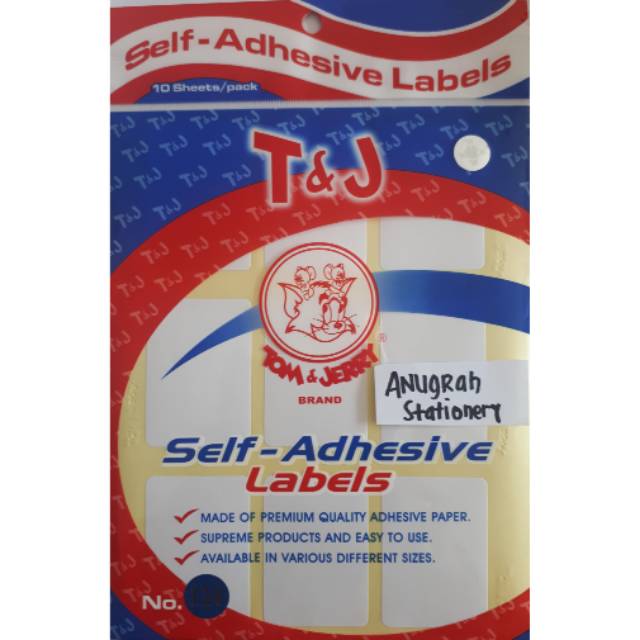 Self-Adhesive Labels
10 Sheets/pack
T&J
TOM & JERRY
®
BRAND
ANUGRAH
Stationery
Self-Adhesive
Labels
MADE OF PREMIUM QUALITY ADHESIVE PAPER.
SUPREME PRODUCTS AND EASY TO USE.
AVAILABLE IN VARIOUS DIFFERENT SIZES.
No.